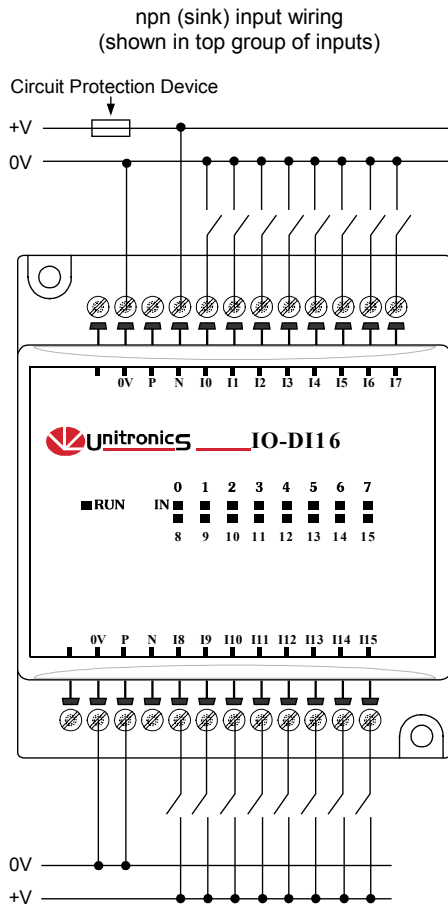 npn (sink) input wiring
(shown in top group of inputs)
Circuit Protection Device
+V
0V
0V P N I0 I1 I2 I3 I4 I5 I6 I7
Unitronics IO-DI16
0 1 2 3 4 5 6 7
RUN IN
8 9 10 11 12 13 14 15
0V P N I8 I9 I10 I11 I12 I13 I14 I15
0V
+V